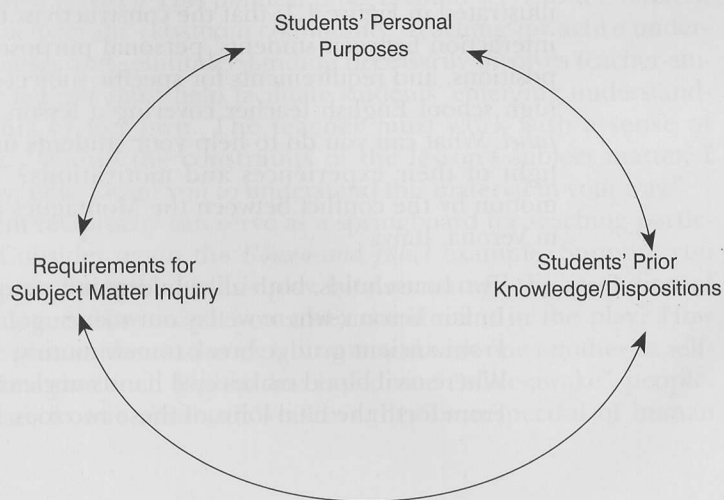 Students' Personal
Purposes
Requirements for
Subject Matter Inquiry
Students' Prior
Knowledge/Dispositions